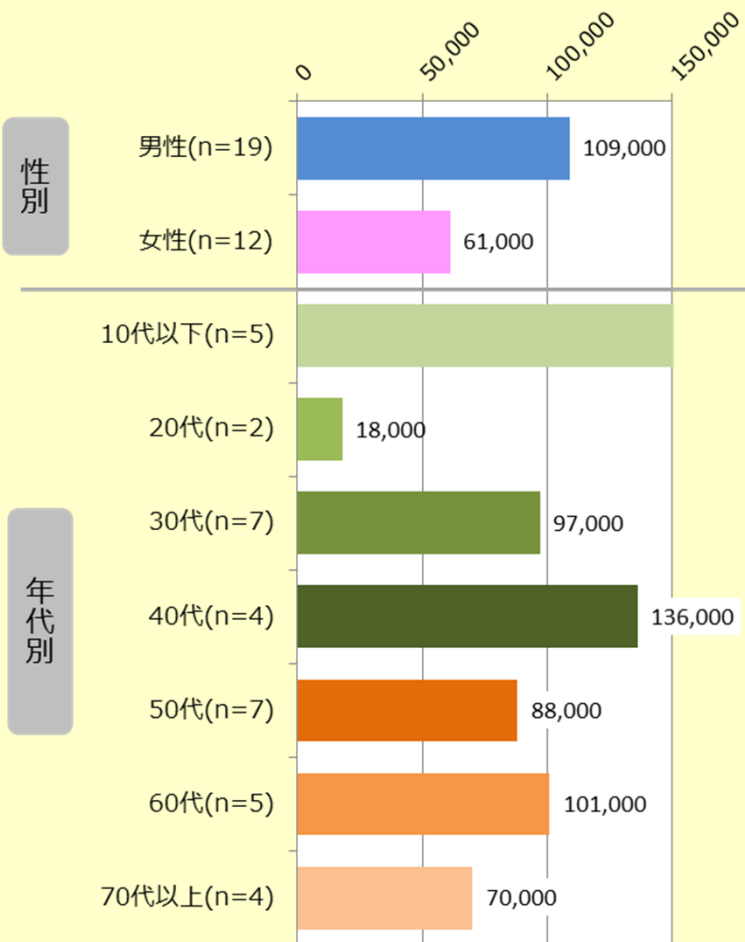 0
50,000
100,000
150,000
性別
男性(n=19)
109,000
女性(n=12)
61,000
年代別
10代以下(n=5)
20代(n=2)
18,000
30代(n=7)
97,000
40代(n=4)
136,000
50代(n=7)
88,000
60代(n=5)
101,000
70代以上(n=4)
70,000